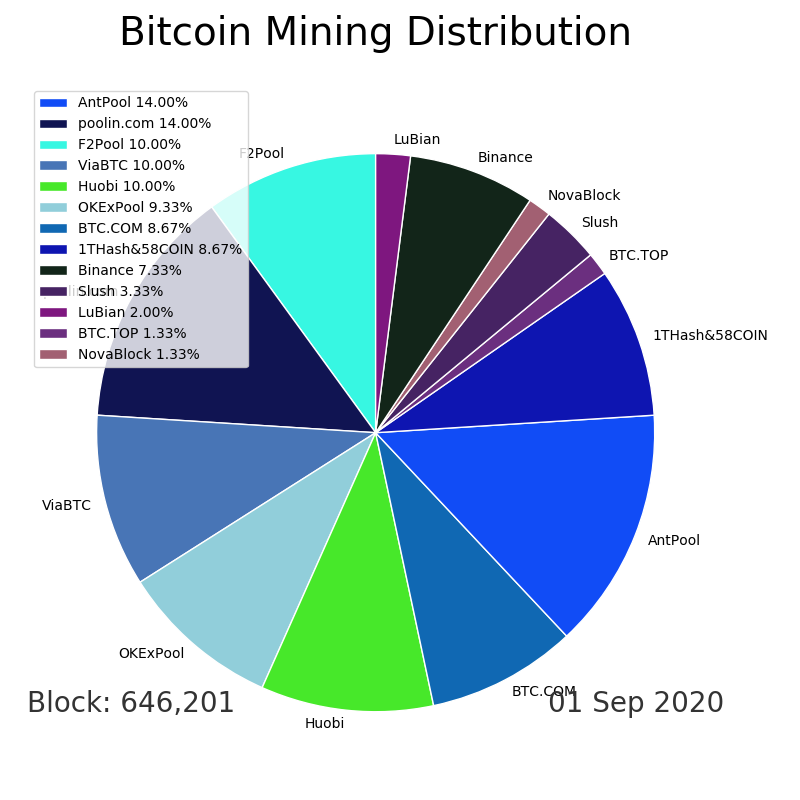 Bitcoin Mining Distribution
AntPool 14.00%
poolin.com 14.00%
F2Pool 10.00%
ViaBTC 10.00%
Huobi 10.00%
OKExPool 9.33%
BTC.COM 8.67%
1THash&58COIN 8.67%
Binance 7.33%
Slush 3.33%
LuBian 2.00%
BTC.TOP 1.33%
NovaBlock 1.33%
LuBian
F2Pool
Binance
NovaBlock
Slush
BTC.TOP
1THash&58COIN
ViaBTC
AntPool
OKExPool
BTC.COM
Huobi
Block: 646,201
01 Sep 2020